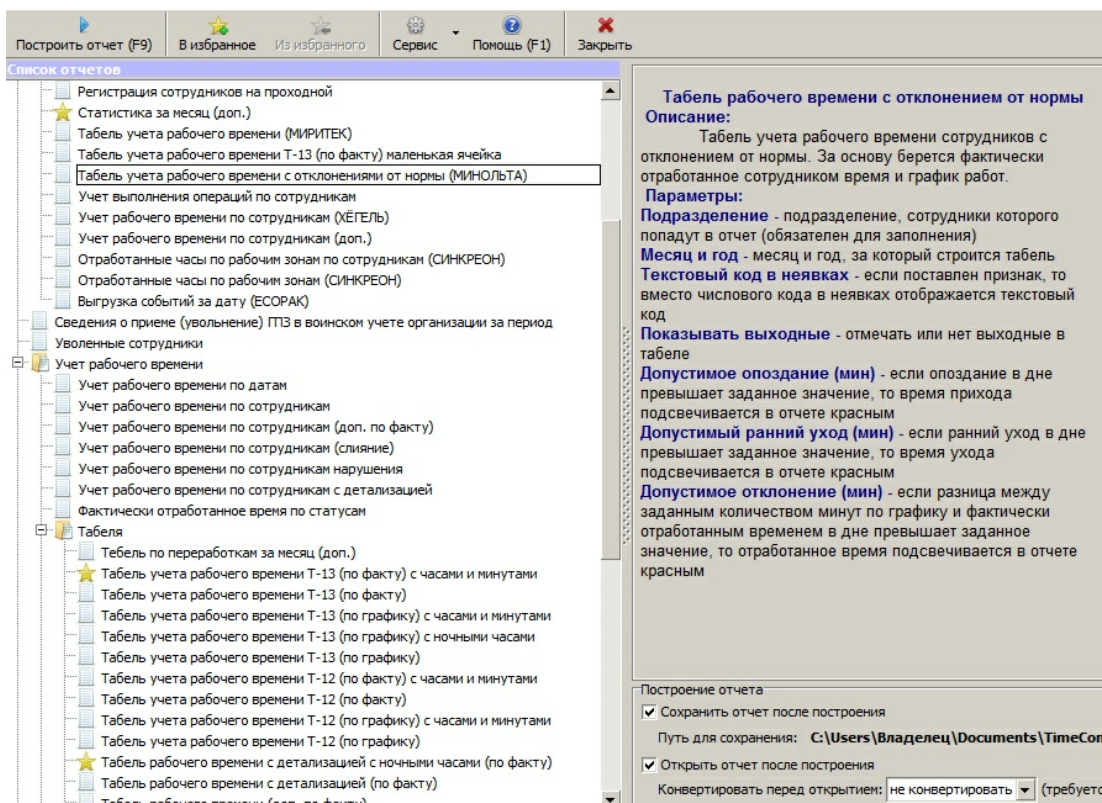 Построить отчет (F9) В избранное Из избранного Сервис Помощь (F1) Закрыть
Список отчетов
Регистрация сотрудников на проходной
Статистика за месяц (доп.)
Табель учета рабочего времени (МИРИТЕК)
Табель учета рабочего времени Т-13 (по факту) маленькая ячейка
Табель учета рабочего времени с отклонениями от нормы (МИНОЛЬТА)
Учет выполнения операций по сотрудникам
Учет рабочего времени по сотрудникам (ХЁГЕЛЬ)
Учет рабочего времени по сотрудникам (доп.)
Отработанные часы по рабочим зонам по сотрудникам (СИНКРЕОН)
Отработанные часы по рабочим зонам (СИНКРЕОН)
Выгрузка событий за дату (ECOPAK)
Сведения о приеме (увольнение) ГПЗ в воинском учете организации за период
Уволенные сотрудники
Учет рабочего времени
Учет рабочего времени по датам
Учет рабочего времени по сотрудникам
Учет рабочего времени по сотрудникам (доп. по факту)
Учет рабочего времени по сотрудникам (слияние)
Учет рабочего времени по сотрудникам нарушения
Учет рабочего времени по сотрудникам с детализацией
Фактически отработанное время по статусам
Табеля
Тебель по переработкам за месяц (доп.)
Табель учета рабочего времени Т-13 (по факту) с часами и минутами
Табель учета рабочего времени Т-13 (по факту)
Табель учета рабочего времени Т-13 (по графику) с часами и минутами
Табель учета рабочего времени Т-13 (по графику) с ночными часами
Табель учета рабочего времени Т-13 (по графику)
Табель учета рабочего времени Т-12 (по факту) с часами и минутами
Табель учета рабочего времени Т-12 (по факту)
Табель учета рабочего времени Т-12 (по графику) с часами и минутами
Табель учета рабочего времени Т-12 (по графику)
Табель рабочего времени с детализацией с ночными часами (по факту)
Табель рабочего времени с детализацией (по факту)
Табель рабочего времени с отклонением от нормы
Описание:
Табель учета рабочего времени сотрудников с
отклонением от нормы. За основу берется фактически
отработанное сотрудником время и график работ.
Параметры:
Подразделение - подразделение, сотрудники которого
попадут в отчет (обязателен для заполнения)
Месяц и год - месяц и год, за который строится табель
Текстовый код в неявках - если поставлен признак, то
вместо числового кода в неявках отображается текстовый
код
Показывать выходные - отмечать или нет выходные в
табеле
Допустимое опоздание (мин) - если опоздание в дне
превышает заданное значение, то время прихода
подсвечивается в отчете красным
Допустимый ранний уход (мин) - если ранний уход в дне
превышает заданное значение, то время ухода
подсвечивается в отчете красным
Допустимое отклонение (мин) - если разница между
заданным количеством минут по графику и фактически
отработанным временем в дне превышает заданное
значение, то отработанное время подсвечивается в отчете
красным
Построение отчета
Сохранить отчет после построения
Путь для сохранения: C:\Users\Владелец\Documents\TimeCon
Открыть отчет после построения
Конвертировать перед открытием: не конвертировать (требуетс